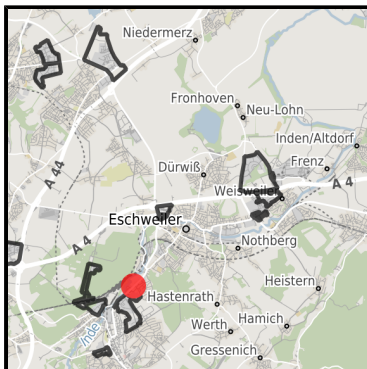 Niedermerz
Fronhoven
Neu-Lohn
Inden/Altdorf
Dürwiß
Frenz
A 44
Weisweiler
A 4
Eschweiler
A 4
Nothberg
Hastenrath
Heistern
Inde
Werth
Hamich
Gressenich